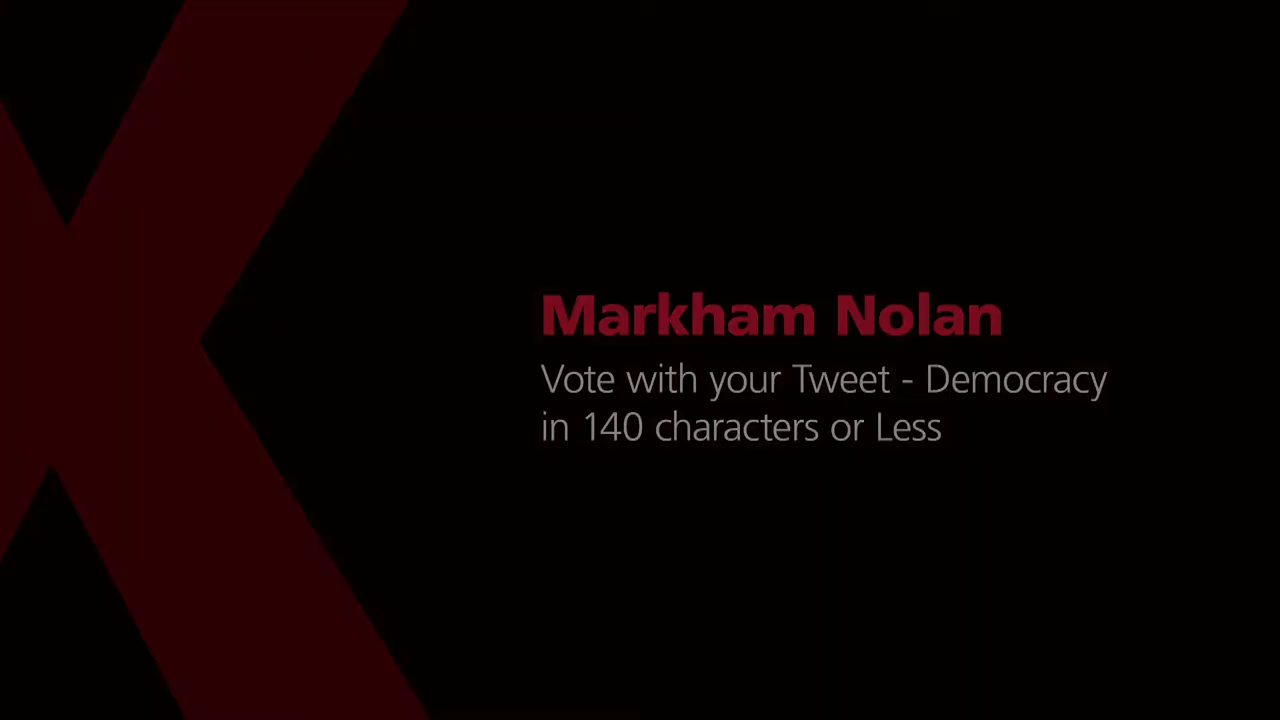 Markham Nolan
Vote with your Tweet - Democracy
in 140 characters or Less